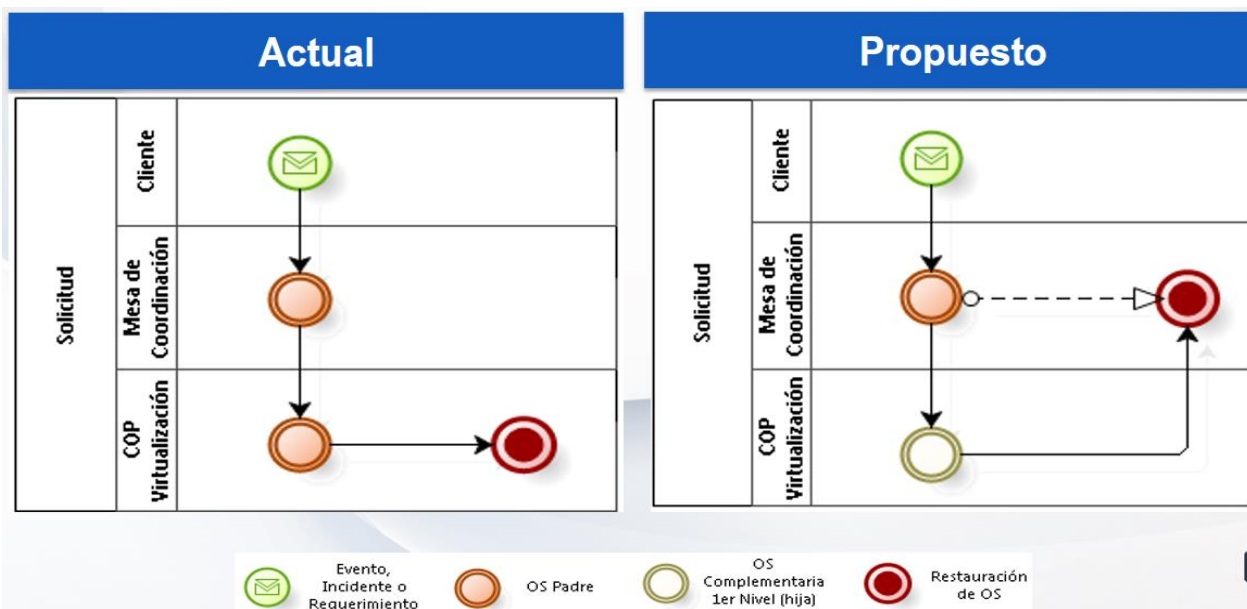 Actual
Solicitud
Cliente
Mesa de
Coordinación
COP
Virtualización
Propuesto
Solicitud
Cliente
Mesa de
Coordinación
COP
Virtualización
Evento,
Incidente o
Requerimiento
OS Padre
OS
Complementaria
1er Nivel (hija)
Restauración
de OS